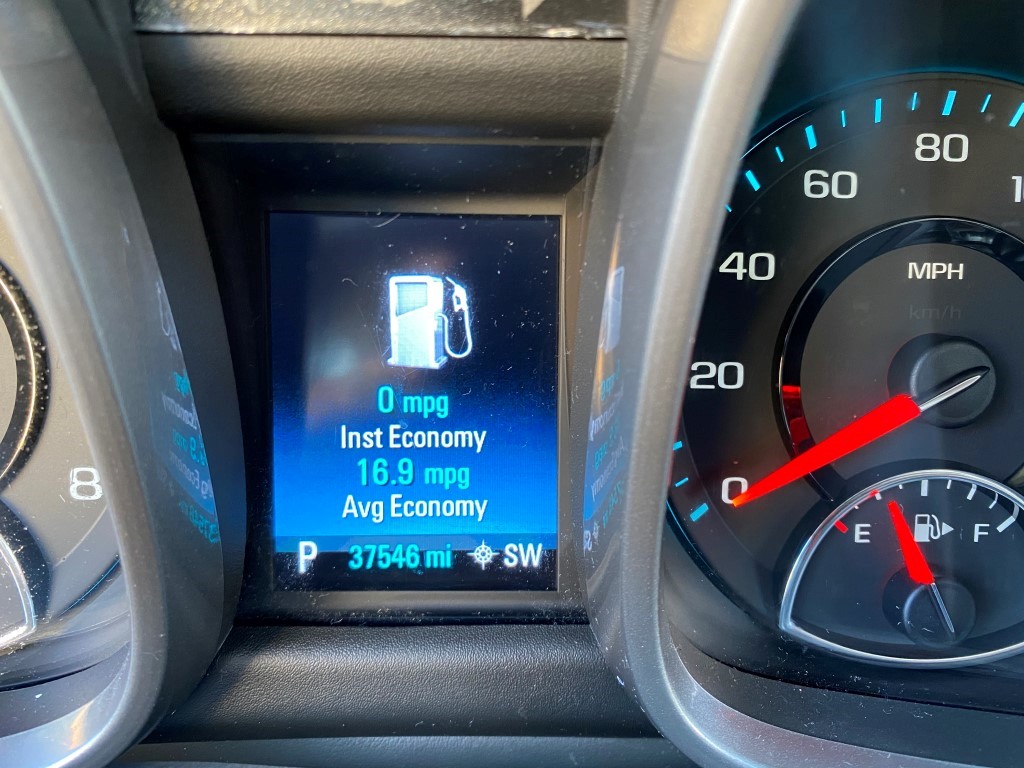 0 mpg
Inst Economy
16.9 mpg
Avg Economy
P 37546 mi SW
8
0
20
40
60
80
MPH
km/h
E F